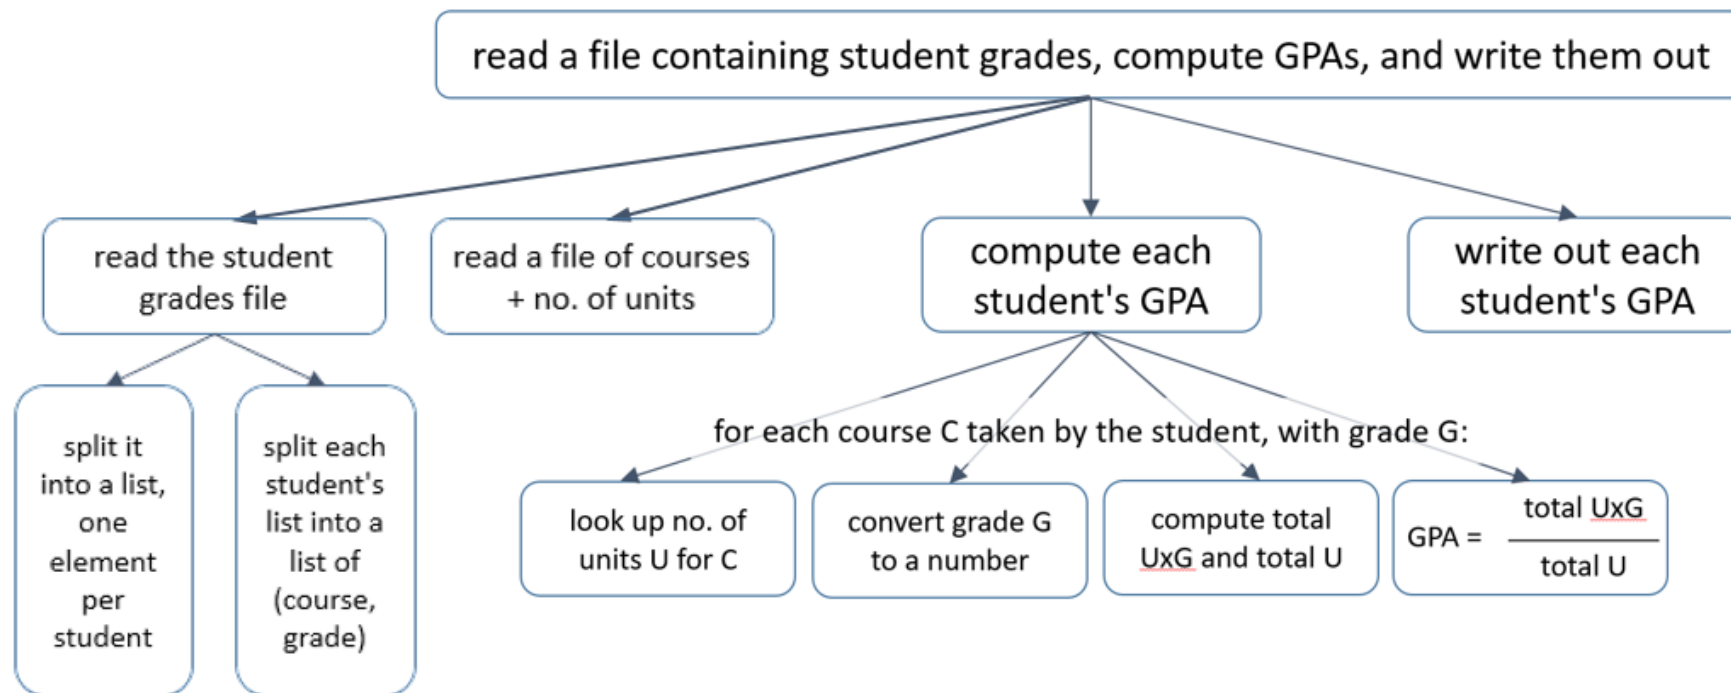 read a file containing student grades, compute GPAs, and write them out
read the student
grades file
read a file of courses
+ no. of units
compute each
student's GPA
write out each
student's GPA
split it
into a list,
one
element
per
student
split each
student's
list into a
list of
(course,
grade)
for each course C taken by the student, with grade G:
look up no. of
units U for C
convert grade G
to a number
compute total
UxG and total U
GPA =
total UxG
total U